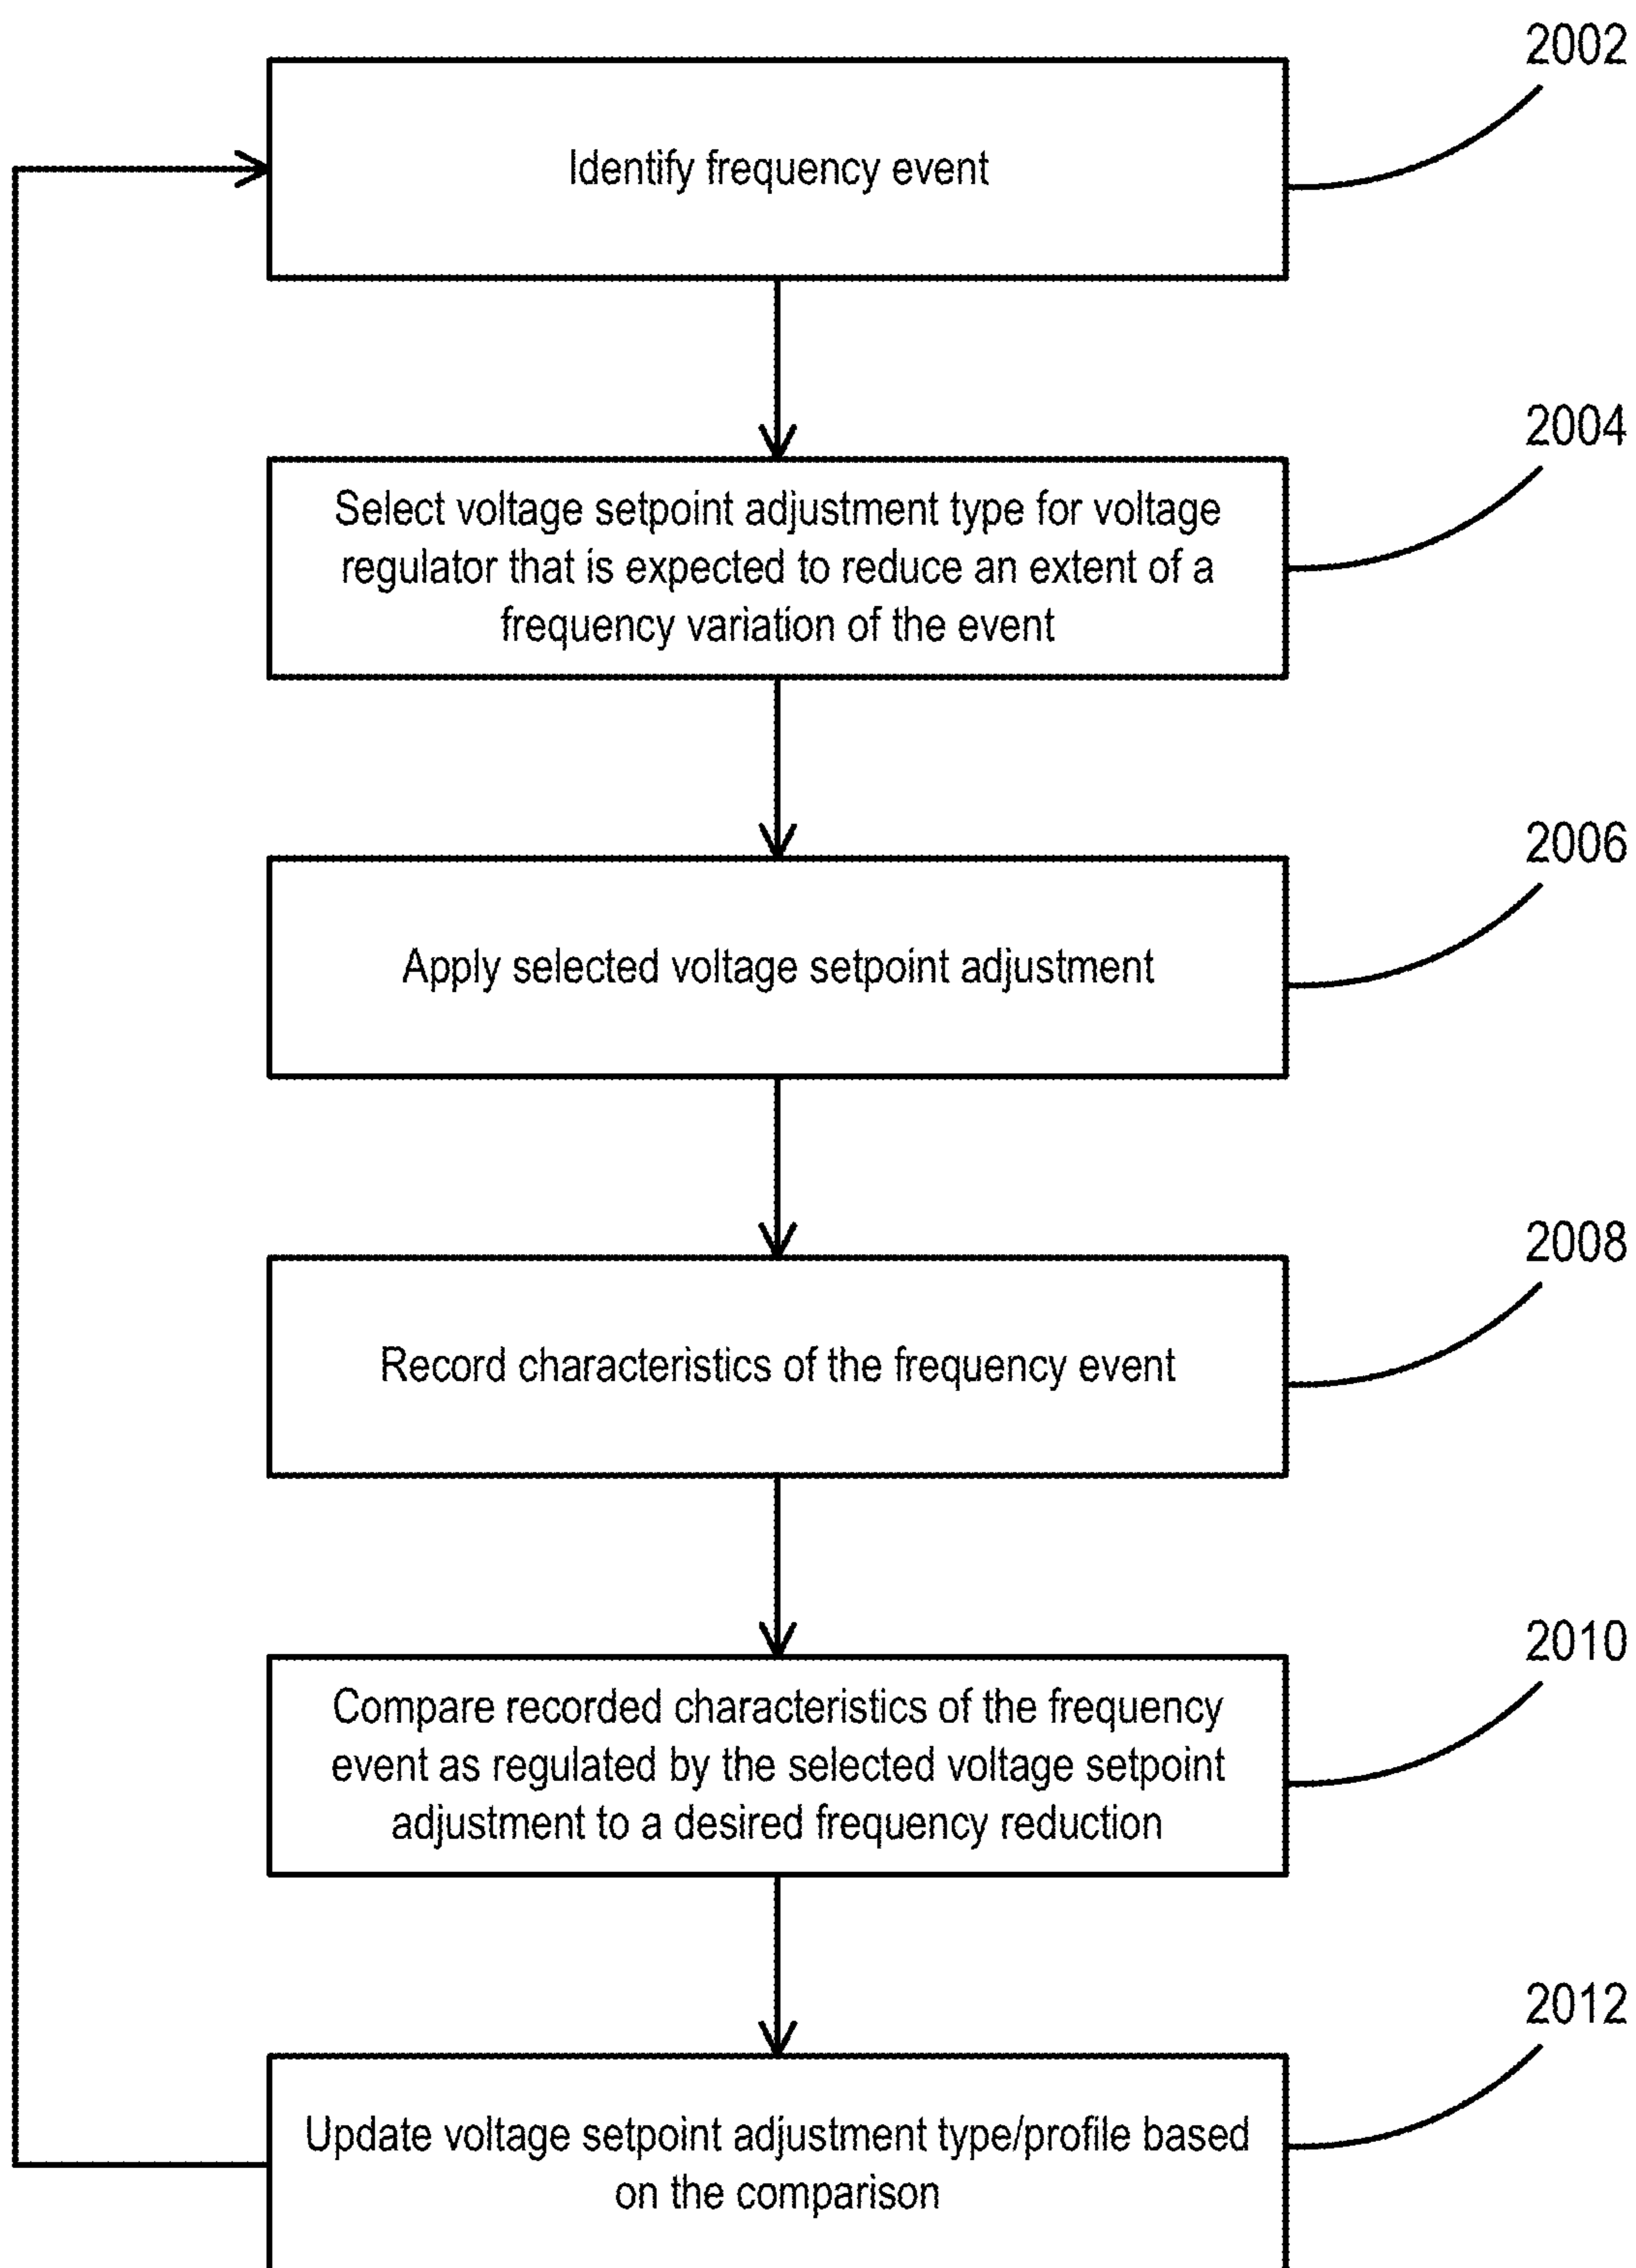 2002
Identify frequency event
2004
Select voltage setpoint adjustment type for voltage
regulator that is expected to reduce an extent of a
frequency variation of the event
2006
Apply selected voltage setpoint adjustment
2008
Record characteristics of the frequency event
2010
Compare recorded characteristics of the frequency
event as regulated by the selected voltage setpoint
adjustment to a desired frequency reduction
2012
Update voltage setpoint adjustment type/profile based
on the comparison